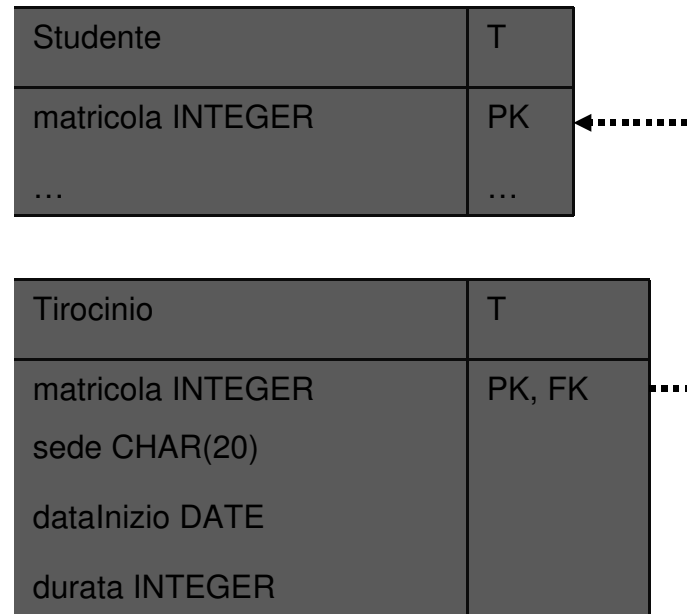 Studente T
matricola INTEGER PK
… …
Tirocinio T
matricola INTEGER PK, FK
sede CHAR(20)
dataInizio DATE
durata INTEGER